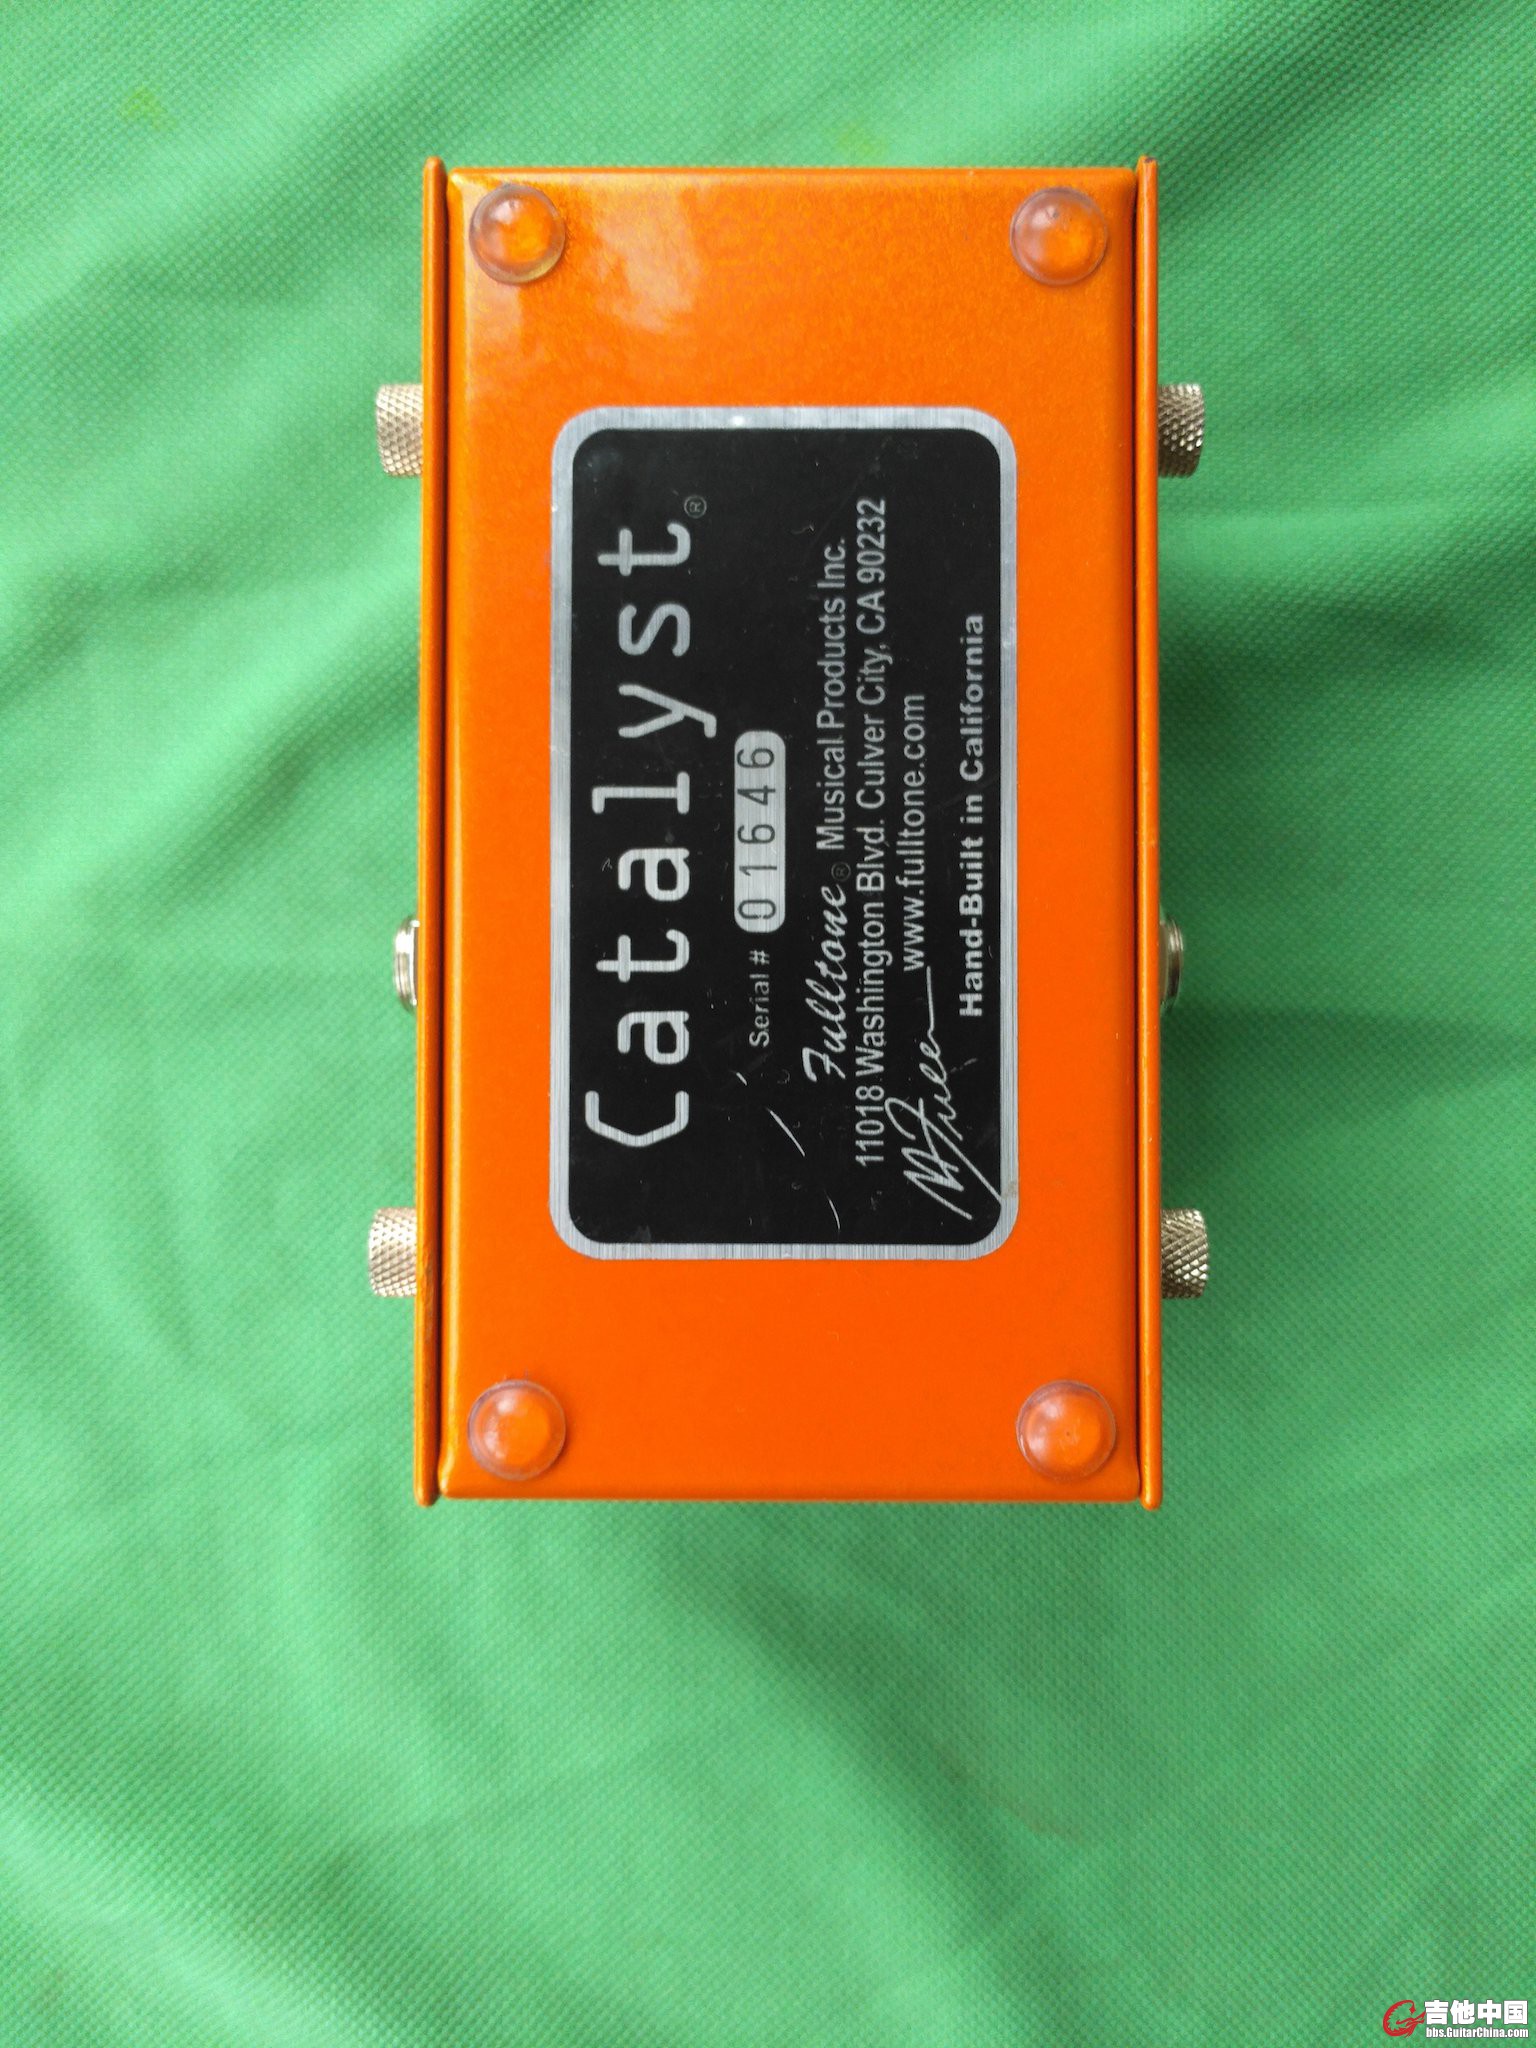 Catalyst®
Serial # 01646
Fulltone® Musical Products Inc.
11018 Washington Blvd. Culver City, CA 90232
www.fulltone.com
Hand-Built in California
吉他中国
bbs.GuitarChina.com